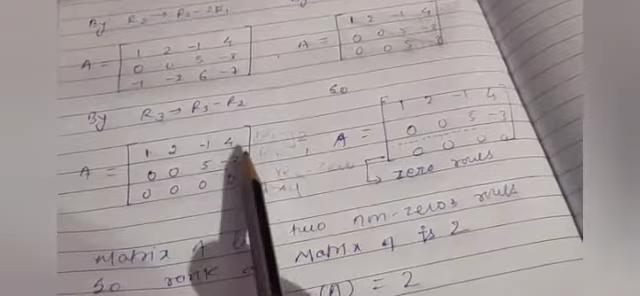 By R2 → R2 - 2R1
A = [ 1 2 -1 4
0 0 5 -3
-1 -2 6 -7 ] , A = [ 1 2 -1 4
0 0 5 -3
0 0 5 -3 ]
By R3 → R3 - R2 so
A = [ 1 2 -1 4
0 0 5
0 0 0 0 ] , A = [ 1 2 -1 4
0 0 5 -3
0 0 0 0 ]
→ zero rows
Matrix A two non-zeros rows
So rank Matrix A is 2
(A) = 2